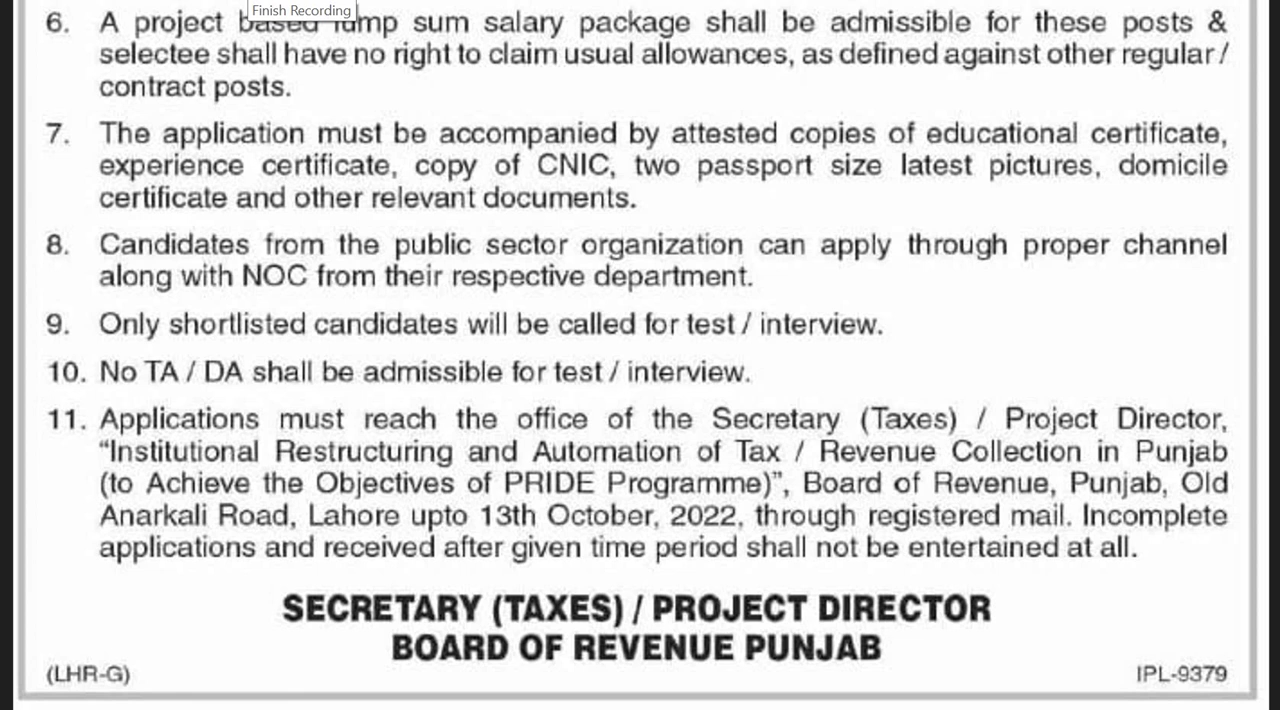 Finish Recording
6. A project based lump sum salary package shall be admissible for these posts &
selectee shall have no right to claim usual allowances, as defined against other regular /
contract posts.
7. The application must be accompanied by attested copies of educational certificate,
experience certificate, copy of CNIC, two passport size latest pictures, domicile
certificate and other relevant documents.
8. Candidates from the public sector organization can apply through proper channel
along with NOC from their respective department.
9. Only shortlisted candidates will be called for test / interview.
10. No TA / DA shall be admissible for test / interview.
11. Applications must reach the office of the Secretary (Taxes) / Project Director,
“Institutional Restructuring and Automation of Tax / Revenue Collection in Punjab
(to Achieve the Objectives of PRIDE Programme)”, Board of Revenue, Punjab, Old
Anarkali Road, Lahore upto 13th October, 2022, through registered mail. Incomplete
applications and received after given time period shall not be entertained at all.
SECRETARY (TAXES) / PROJECT DIRECTOR
BOARD OF REVENUE PUNJAB
(LHR-G) IPL-9379